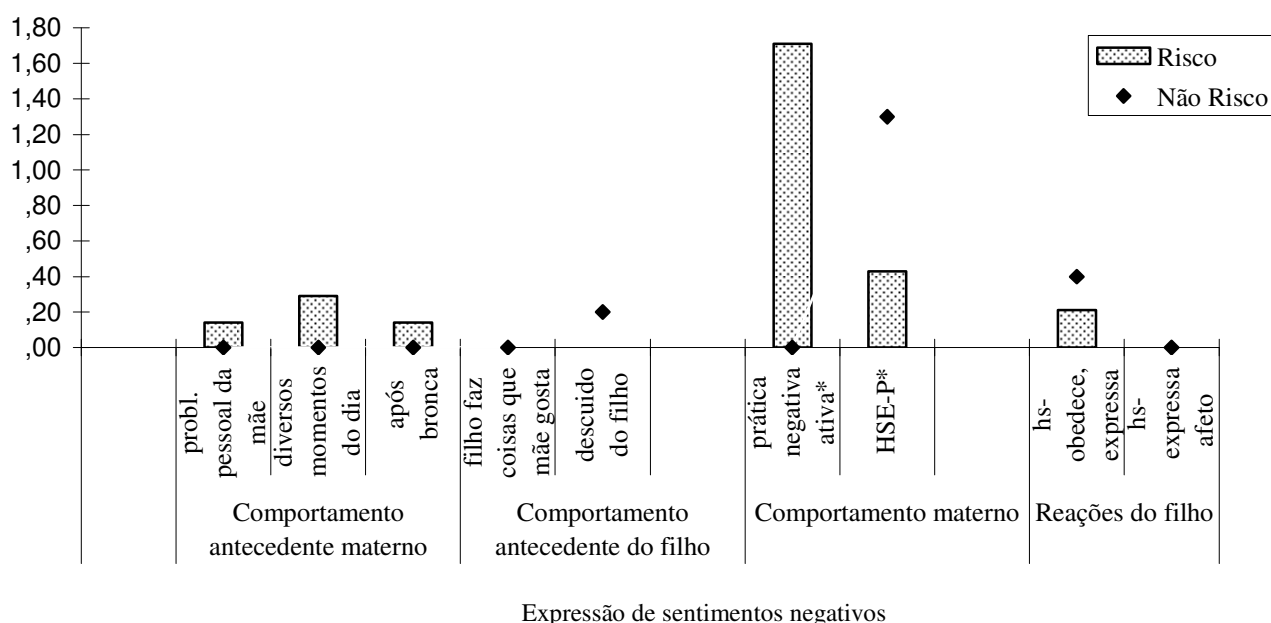 1,80
1,60
1,40
1,20
1,00
,80
,60
,40
,20
,00
Risco
Não Risco
probl.
pessoal da
mãe
diversos
momentos
do dia
após
bronca
filho faz
coisas que
mãe gosta
descuido
do filho
prática
negativa
ativa*
HSE-P*
hs-
obedece,
expressa
hs-
expressa
afeto
Comportamento
antecedente materno
Comportamento
antecedente do filho
Comportamento materno
Reações do filho
Expressão de sentimentos negativos